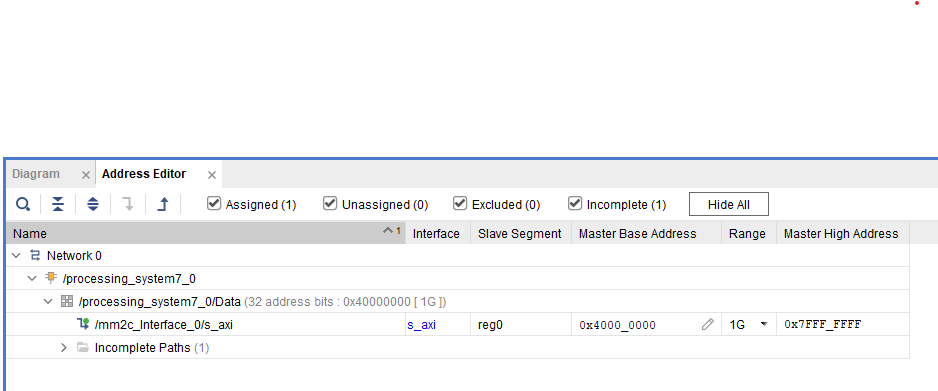 Diagram × Address Editor ×
Assigned (1) Unassigned (0) Excluded (0) Incomplete (1) Hide All
Name 1 Interface Slave Segment Master Base Address Range Master High Address
Network 0
/processing_system7_0
/processing_system7_0/Data (32 address bits : 0x40000000 [ 1G ])
/mm2c_Interface_0/s_axi s_axi reg0 0x4000_0000 1G 0x7FFF_FFFF
Incomplete Paths (1)